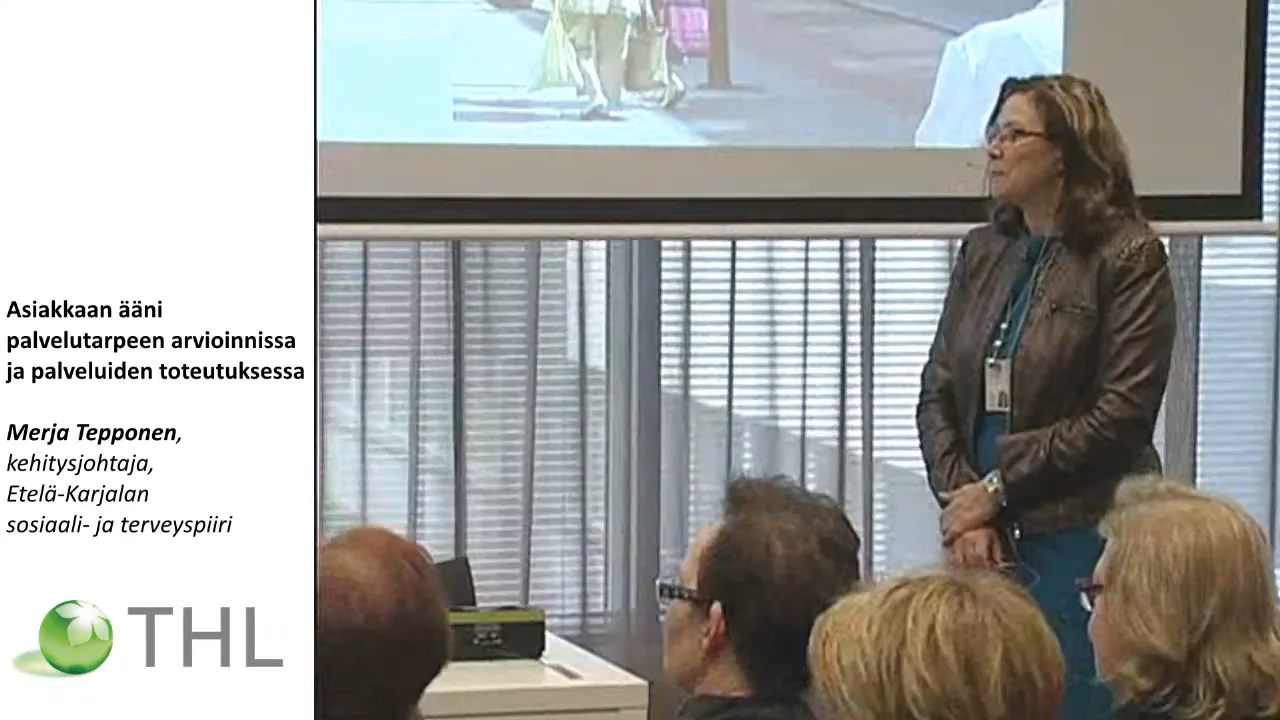 Asiakkaan ääni
palvelutarpeen arvioinnissa
ja palveluiden toteutuksessa
Merja Tepponen,
kehitysjohtaja,
Etelä-Karjalan
sosiaali- ja terveyspiiri
THL